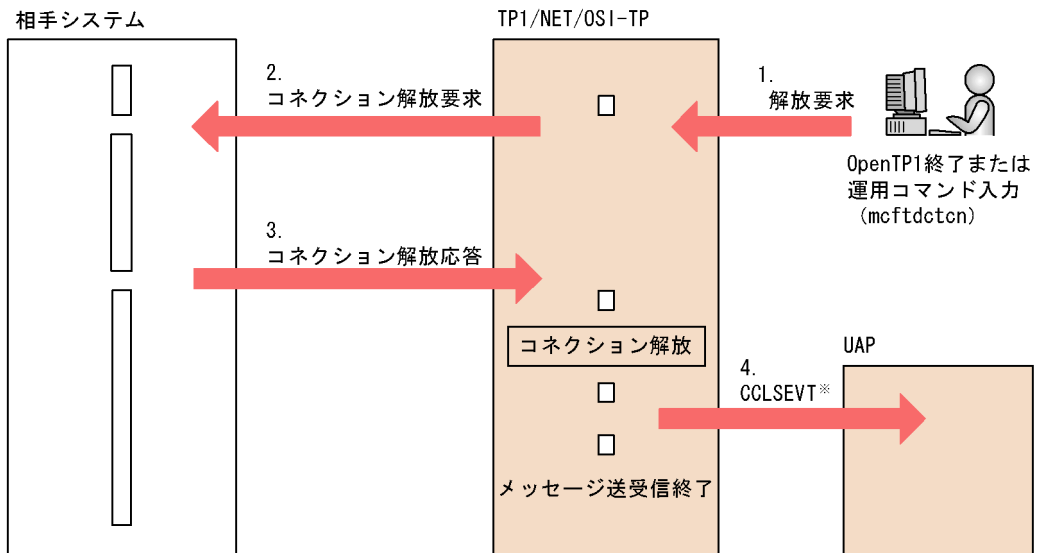 相手システム
TP1/NET/OSI-TP
2.
コネクション解放要求
1.
解放要求
OpenTP1終了または
運用コマンド入力
（mcftdctcn）
3.
コネクション解放応答
コネクション解放
UAP
4.
CCLSEVT※
メッセージ送受信終了